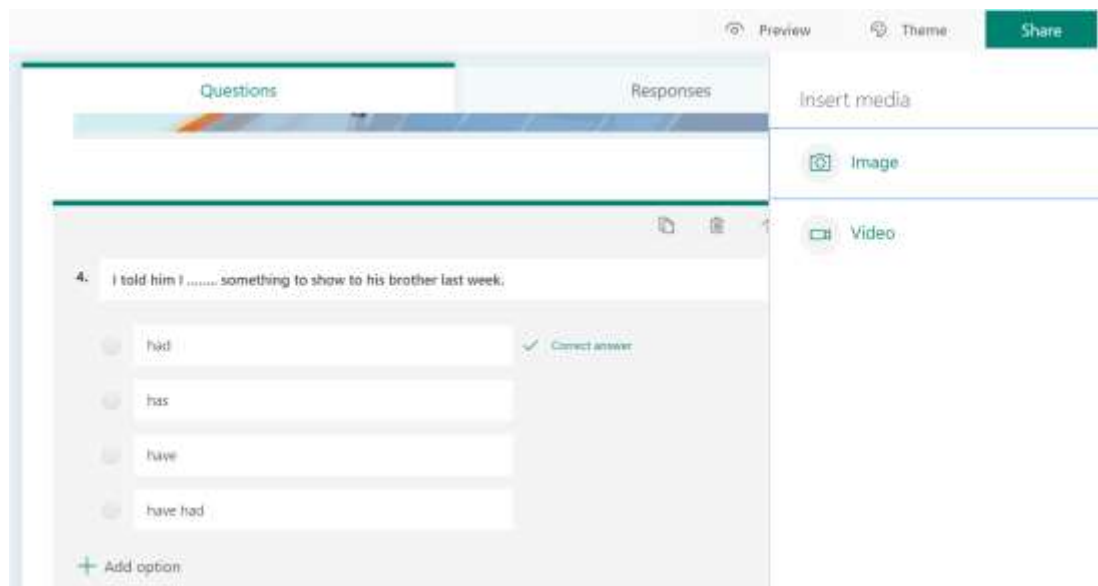 Preview Theme Share
Questions Responses
Insert media
Image
Video
4. I told him I ........ something to show to his brother last week.
had Correct answer
has
have
have had
Add option